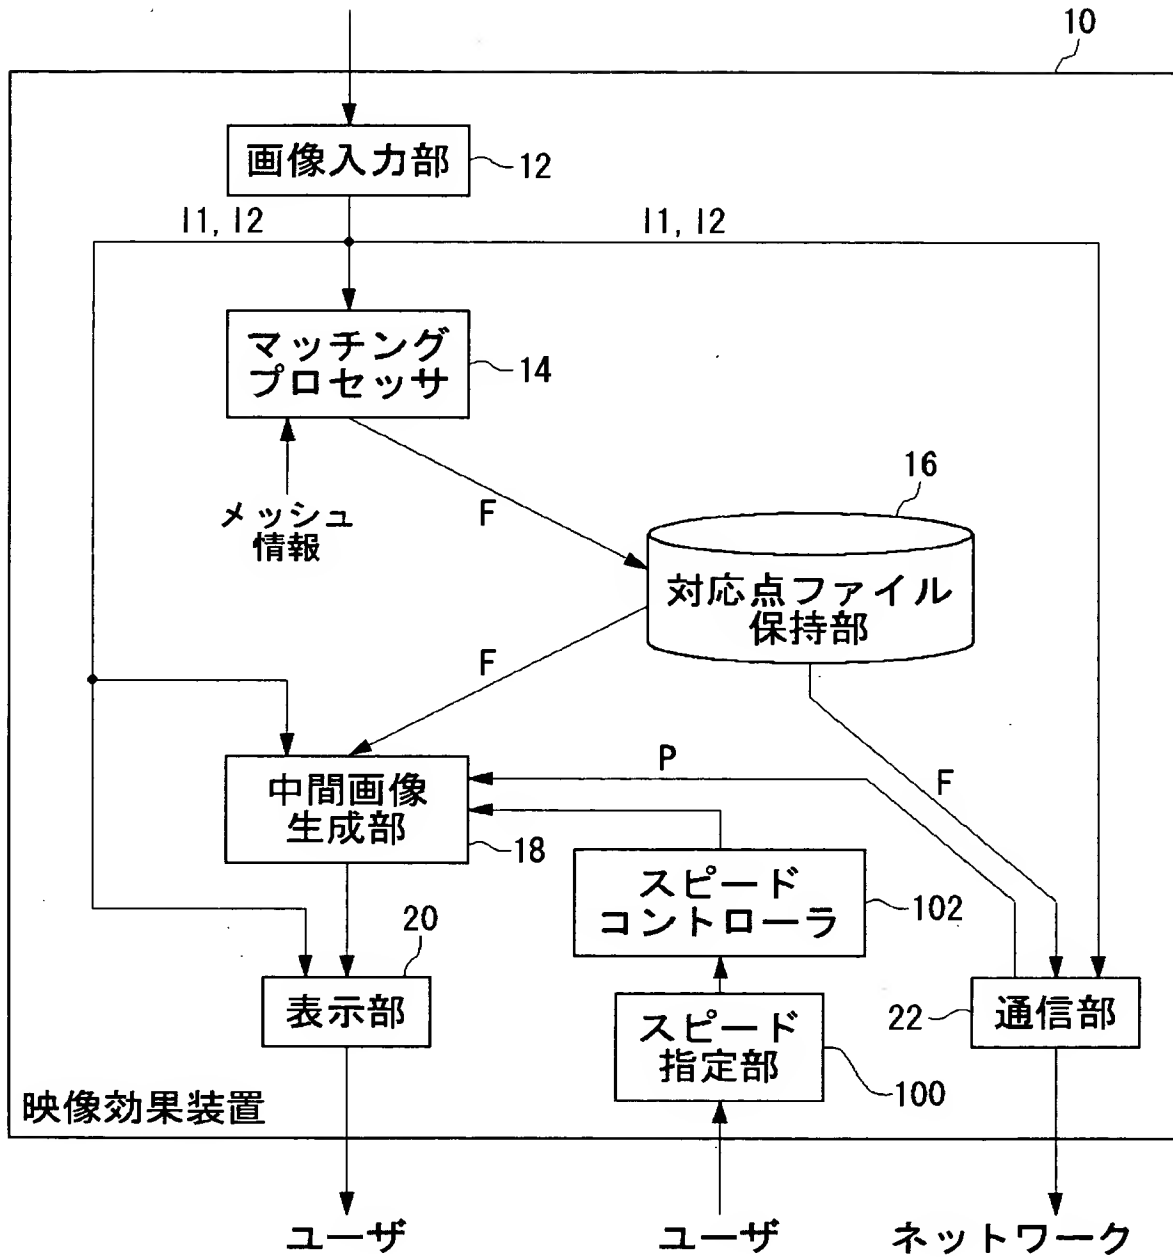 10
画像入力部
12
I1, I2
I1, I2
マッチング
プロセッサ
14
メッシュ
情報
F
16
対応点ファイル
保持部
F
P
F
中間画像
生成部
18
スピード
コントローラ
102
20
表示部
スピード
指定部
100
22
通信部
映像効果装置
ユーザ
ユーザ
ネットワーク